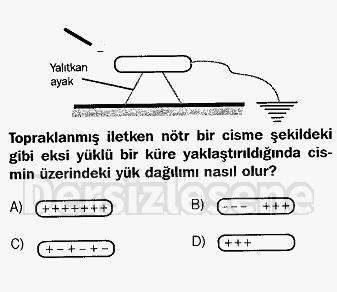 Yalıtkan
ayak
Topraklanmış iletken nötr bir cisme şekildeki
gibi eksi yüklü bir küre yaklaştırıldığında cis-
min üzerindeki yük dağılımı nasıl olur?
Dersizlosene
A) + + + + + + +
B) - - - + + +
C) + - + - + -
D) + + +